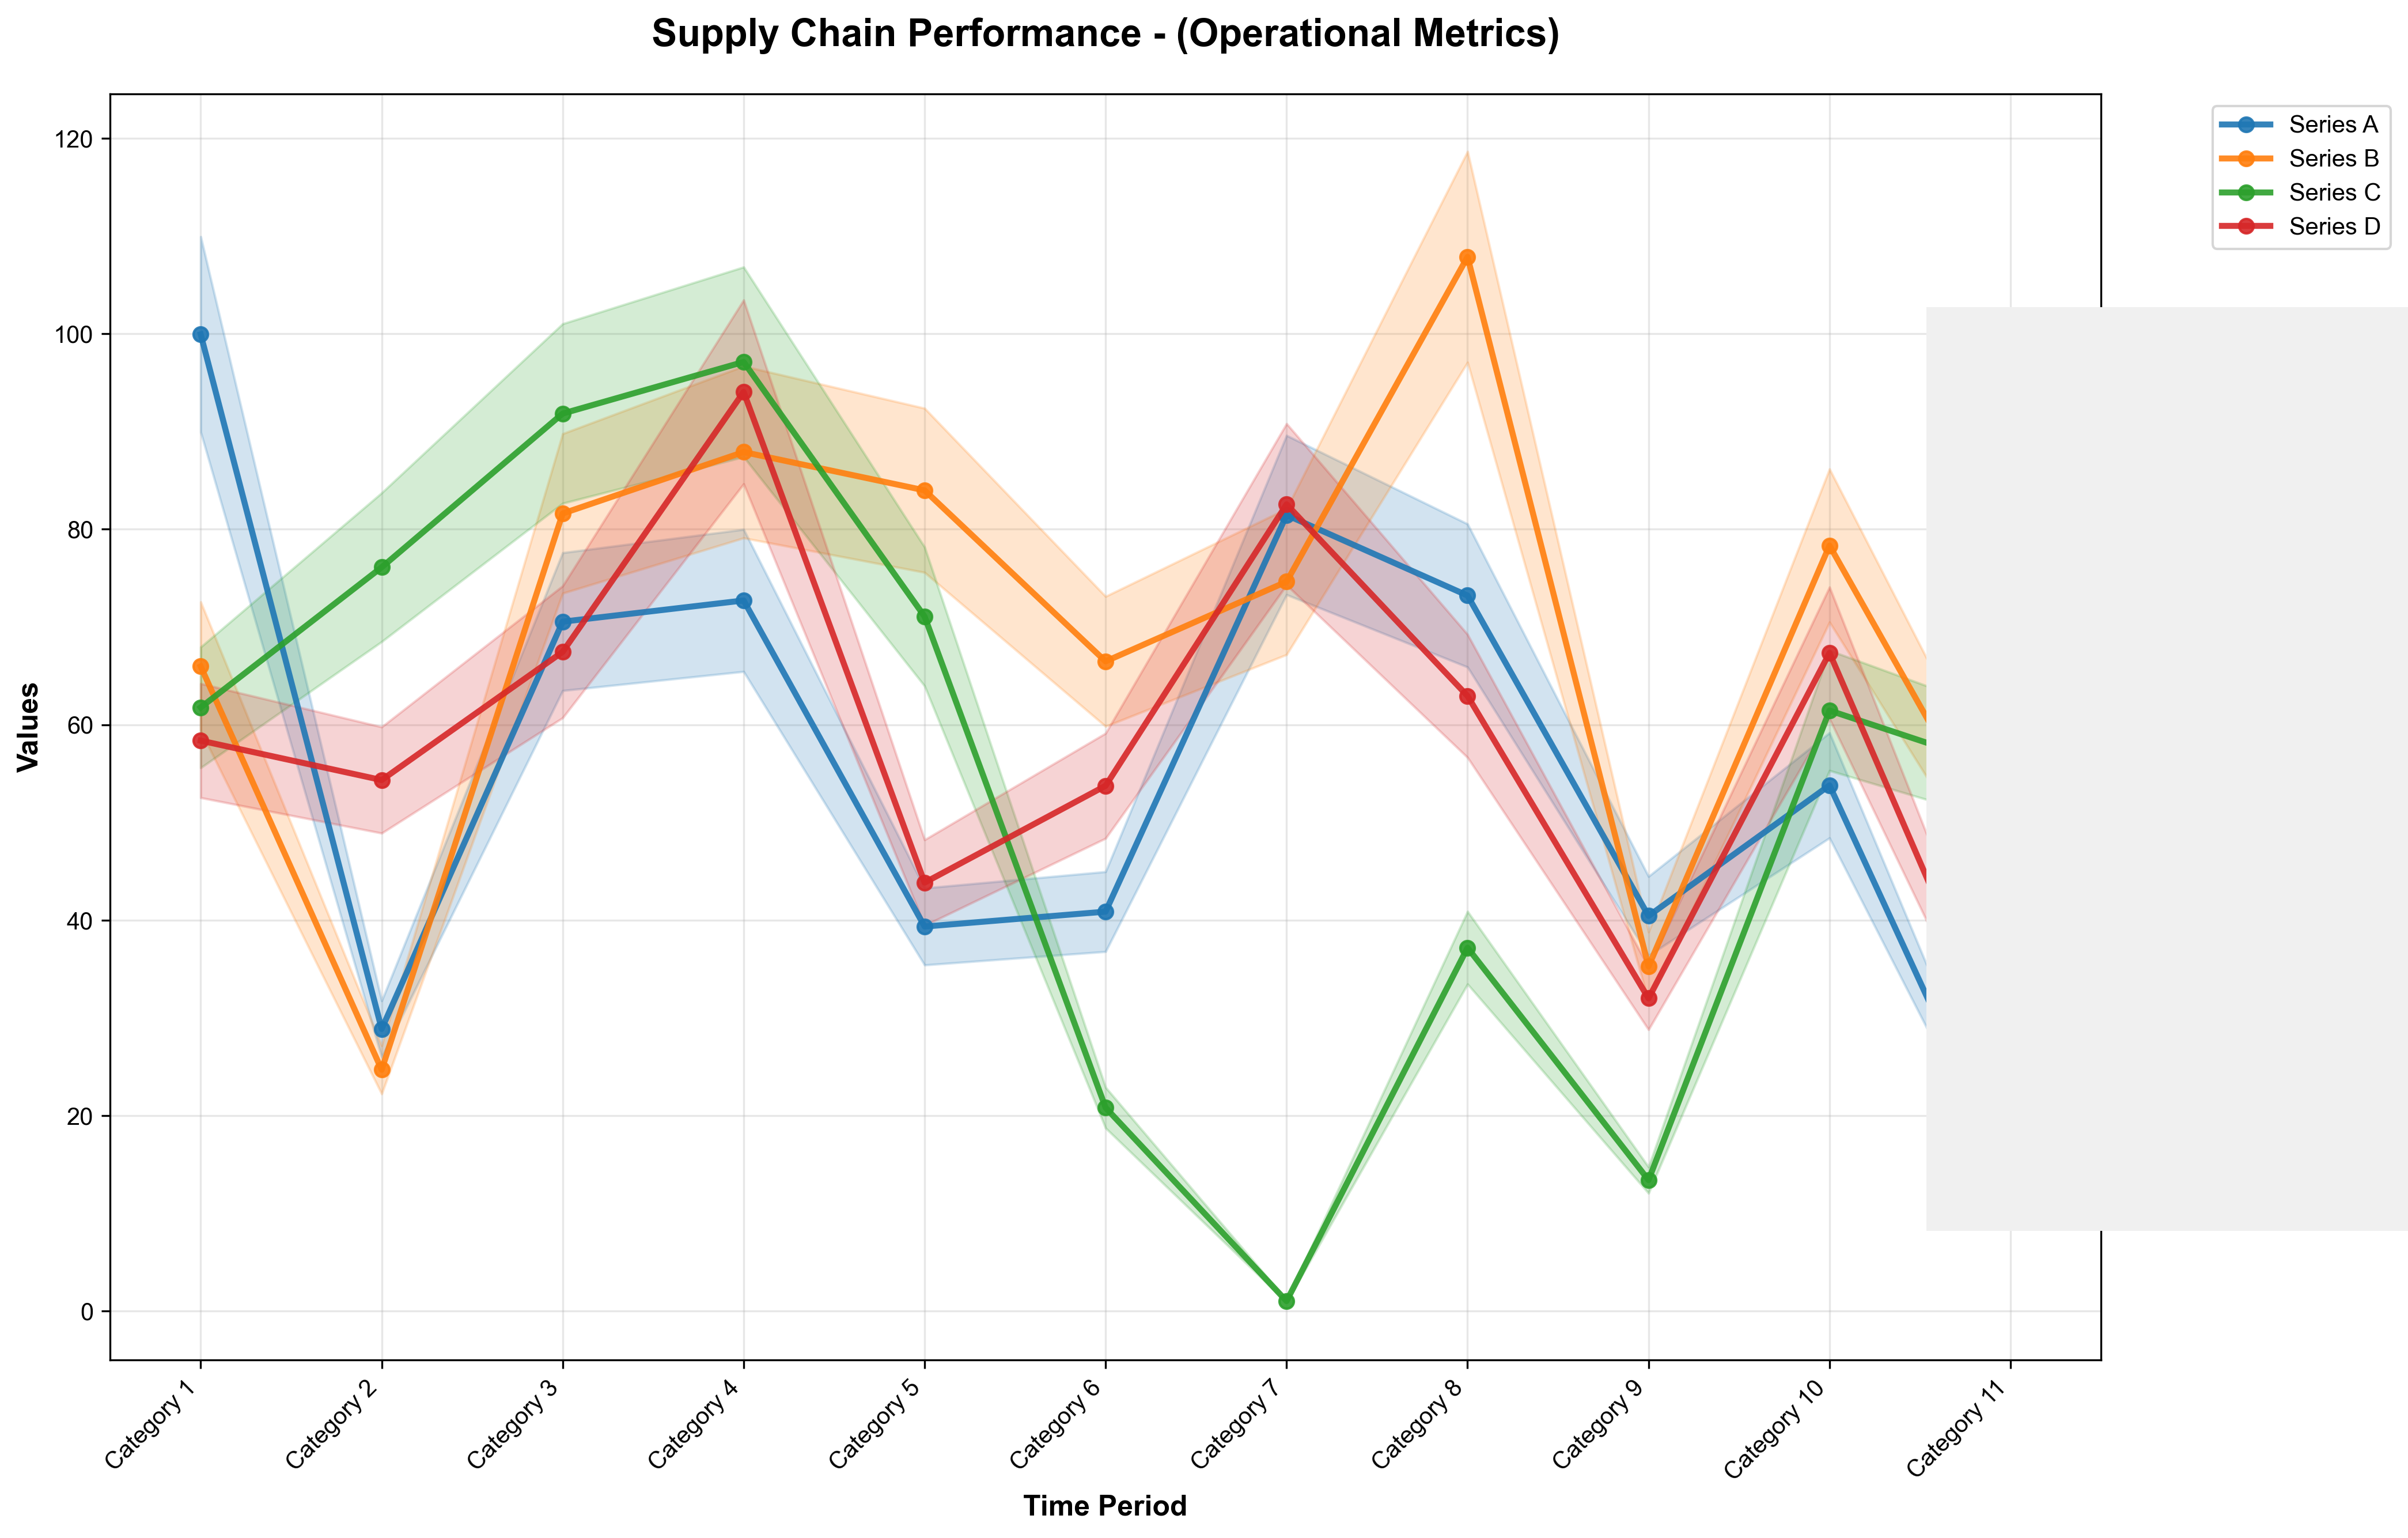 Supply Chain Performance - (Operational Metrics)
Series A
Series B
Series C
Series D
120
100
80
60
40
20
0
Values
Category 1
Category 2
Category 3
Category 4
Category 5
Category 6
Category 7
Category 8
Category 9
Category 10
Category 11
Time Period